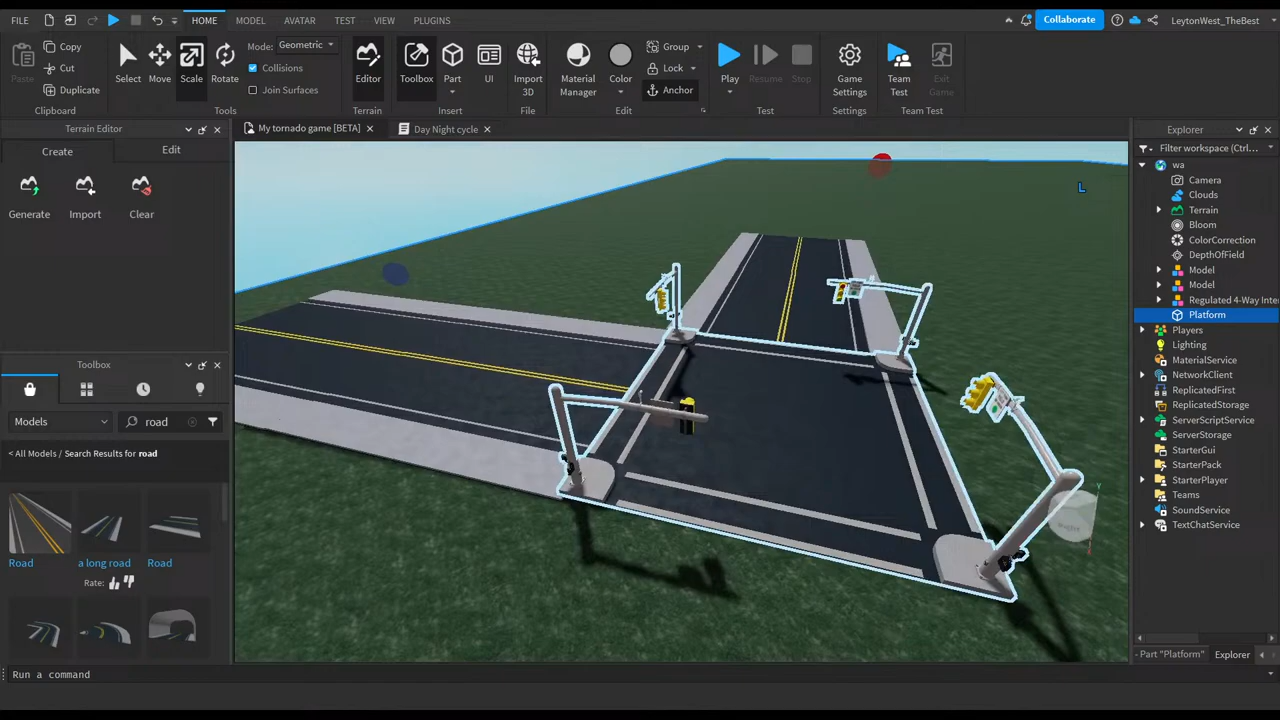 FILE HOME MODEL AVATAR TEST VIEW PLUGINS Collaborate LeytonWest_TheBest
Paste Copy Cut Duplicate Select Move Scale Rotate Mode: Geometric Collisions Join Surfaces Editor Toolbox Part UI Import 3D Material Manager Color Group Lock Anchor Play Resume Stop Game Settings Team Test Exit Game
Clipboard Tools Terrain Insert File Edit Test Settings Team Test
Terrain Editor
Create Edit
Generate Import Clear
Toolbox
Models road
< All Models / Search Results for road
Road a long road Road
Rate:
My tornado game [BETA] Day Night cycle
L
Explorer
Filter workspace (Ctrl...
wa
Camera
Clouds
Terrain
Bloom
ColorCorrection
DepthOfField
Model
Model
Regulated 4-Way Inte
Platform
Players
Lighting
MaterialService
NetworkClient
ReplicatedFirst
ReplicatedStorage
ServerScriptService
ServerStorage
StarterGui
StarterPack
StarterPlayer
Teams
SoundService
TextChatService
- Part "Platform" Explorer
Run a command